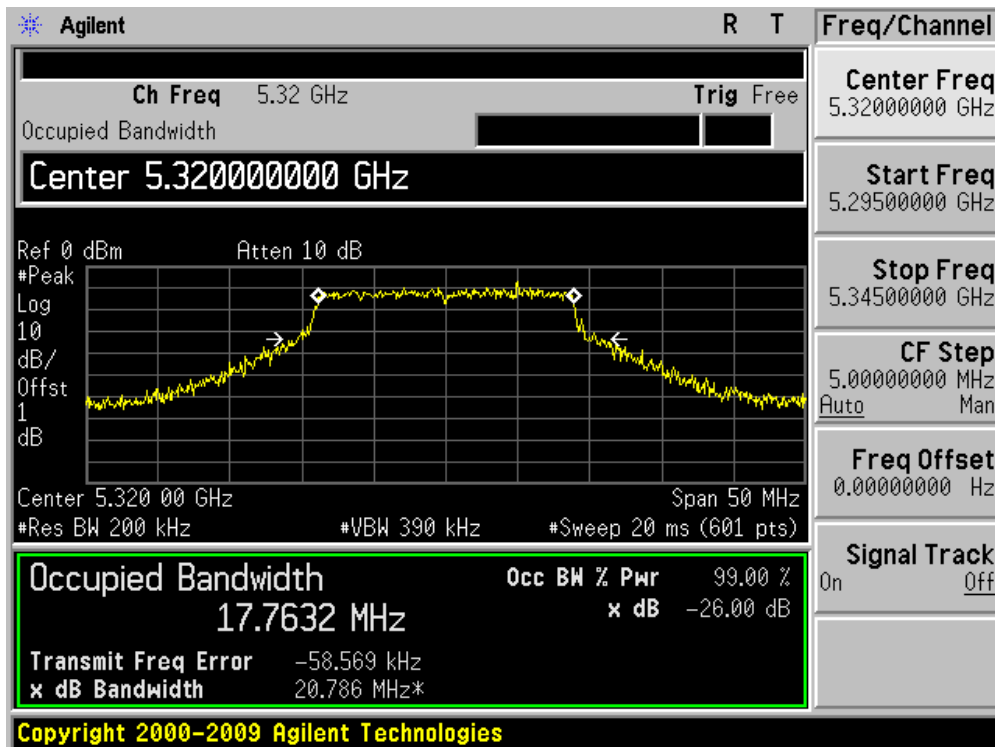 Agilent R T
Freq/Channel
Ch Freq 5.32 GHz Trig Free
Occupied Bandwidth
Center 5.320000000 GHz
Ref 0 dBm Atten 10 dB
#Peak
Log
10
dB/
Offst
1
dB
Center 5.320 00 GHz Span 50 MHz
#Res BW 200 kHz #VBW 390 kHz #Sweep 20 ms (601 pts)
Occupied Bandwidth
17.7632 MHz
Occ BW % Pwr 99.00 %
x dB -26.00 dB
Transmit Freq Error -58.569 kHz
x dB Bandwidth 20.786 MHz*
Copyright 2000-2009 Agilent Technologies
Center Freq
5.32000000 GHz
Start Freq
5.29500000 GHz
Stop Freq
5.34500000 GHz
CF Step
5.00000000 MHz
Auto Man
Freq Offset
0.00000000 Hz
Signal Track
On Off